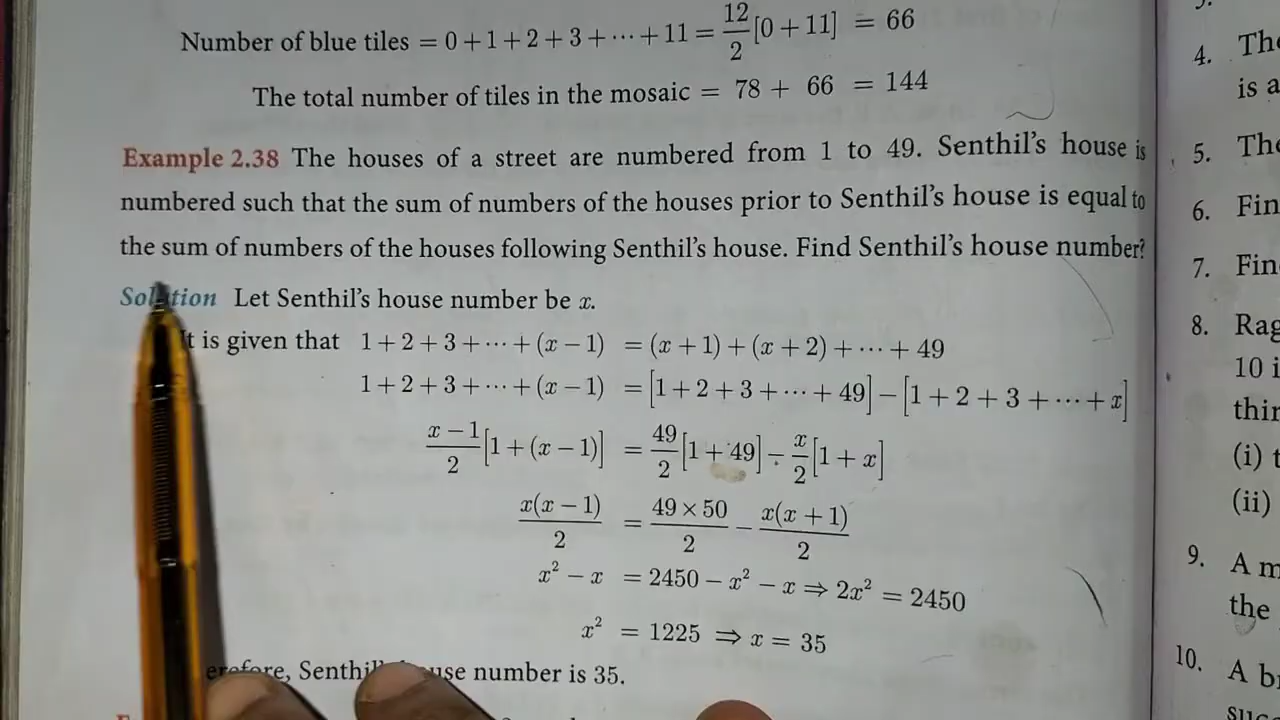 Number of blue tiles = 0 + 1 + 2 + 3 + ⋯ + 11 = 12/2 [0 + 11] = 66
The total number of tiles in the mosaic = 78 + 66 = 144
Example 2.38 The houses of a street are numbered from 1 to 49. Senthil's house is
numbered such that the sum of numbers of the houses prior to Senthil's house is equal to
the sum of numbers of the houses following Senthil's house. Find Senthil's house number?
Solution Let Senthil's house number be x.
It is given that 1 + 2 + 3 + ⋯ + (x − 1) = (x + 1) + (x + 2) + ⋯ + 49
1 + 2 + 3 + ⋯ + (x − 1) = [1 + 2 + 3 + ⋯ + 49] − [1 + 2 + 3 + ⋯ + x]
x − 1/2 [1 + (x − 1)] = 49/2 [1 + 49] − x/2 [1 + x]
x(x − 1)/2 = 49 × 50/2 − x(x + 1)/2
x² − x = 2450 − x² − x ⇒ 2x² = 2450
x² = 1225 ⇒ x = 35
number is 35.
4. The
is a
5. The
6. Fin
7. Fin
8. Rag
10 i
thir
(i) t
(ii)
9. A m
the
10. A b